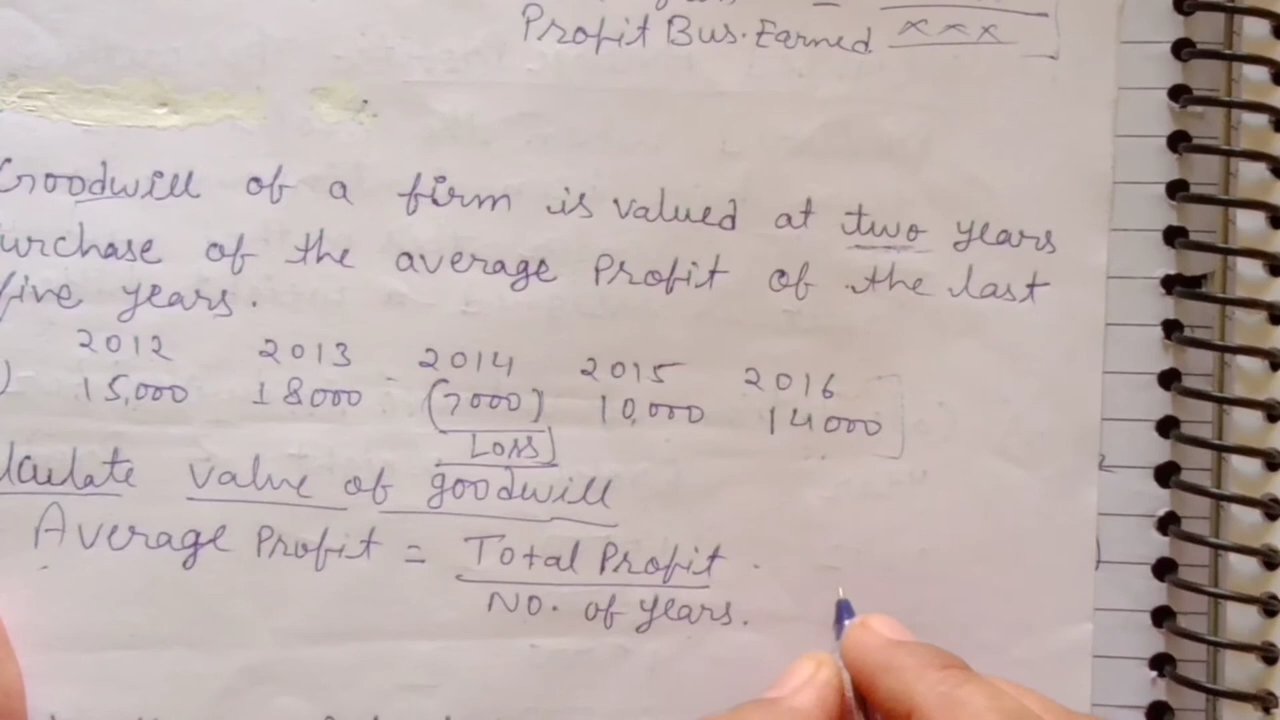 Profit Bus. Earned xxx
Goodwill of a firm is valued at two years
urchase of the average Profit of the last
five years.
2012 2013 2014 2015 2016
) 15,000 18000 (7000) 10,000 14000
Loss
lculate value of goodwill
Average Profit = Total Profit
No. of years.